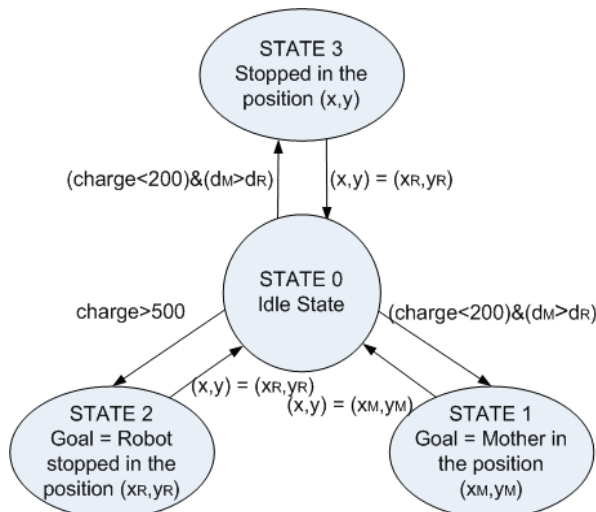 STATE 3
Stopped in the
position (x,y)
(charge<200)&(dM>dR)
(x,y) = (xR,yR)
STATE 0
Idle State
charge>500
(charge<200)&(dM>dR)
(x,y) = (xR,yR)
(x,y) = (xM,yM)
STATE 2
Goal = Robot
stopped in the
position (xR,yR)
STATE 1
Goal = Mother in
the position
(xM,yM)